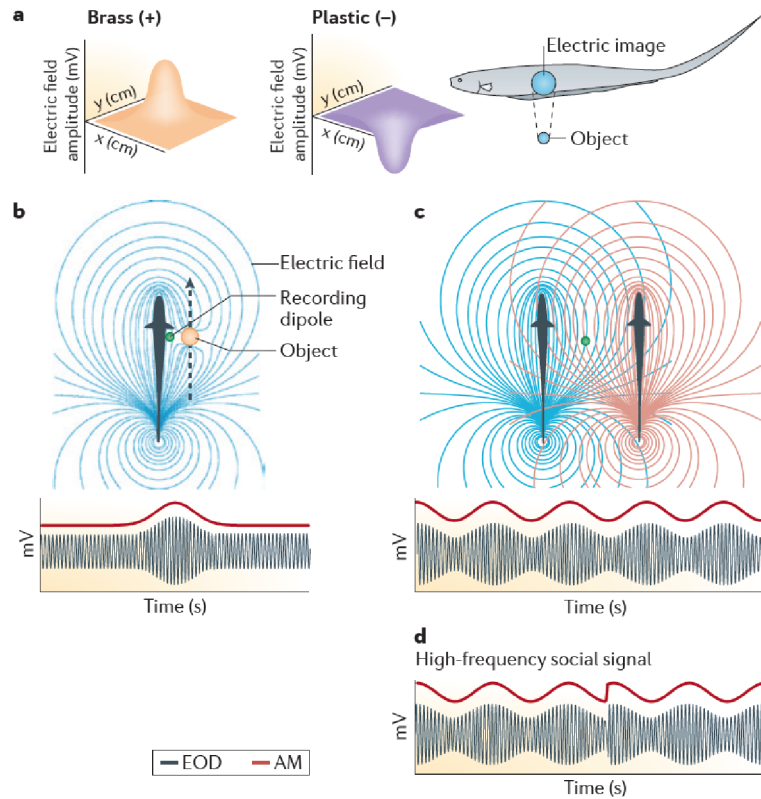 a
Brass (+)
Plastic (–)
Electric field
amplitude (mV)
y (cm)
x (cm)
Electric field
amplitude (mV)
y (cm)
x (cm)
Electric image
Object
b
Electric field
Recording
dipole
Object
mV
Time (s)
c
mV
Time (s)
d
High-frequency social signal
mV
Time (s)
EOD
AM